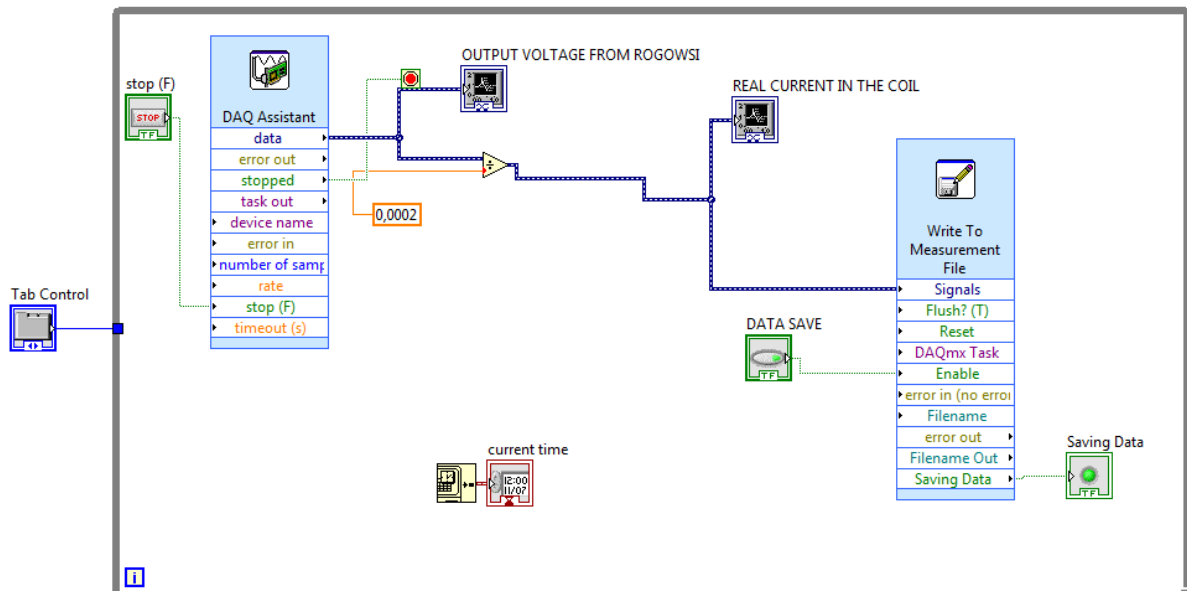 OUTPUT VOLTAGE FROM ROGOWSI
REAL CURRENT IN THE COIL
stop (F)
STOP
TF
DAQ Assistant
data
error out
stopped
task out
device name
error in
number of samp
rate
stop (F)
timeout (s)
0,0002
Tab Control
Write To
Measurement
File
Signals
Flush? (T)
Reset
DAQmx Task
Enable
error in (no error
Filename
error out
Filename Out
Saving Data
DATA SAVE
TF
current time
12:00
11/07
Saving Data
TF
i